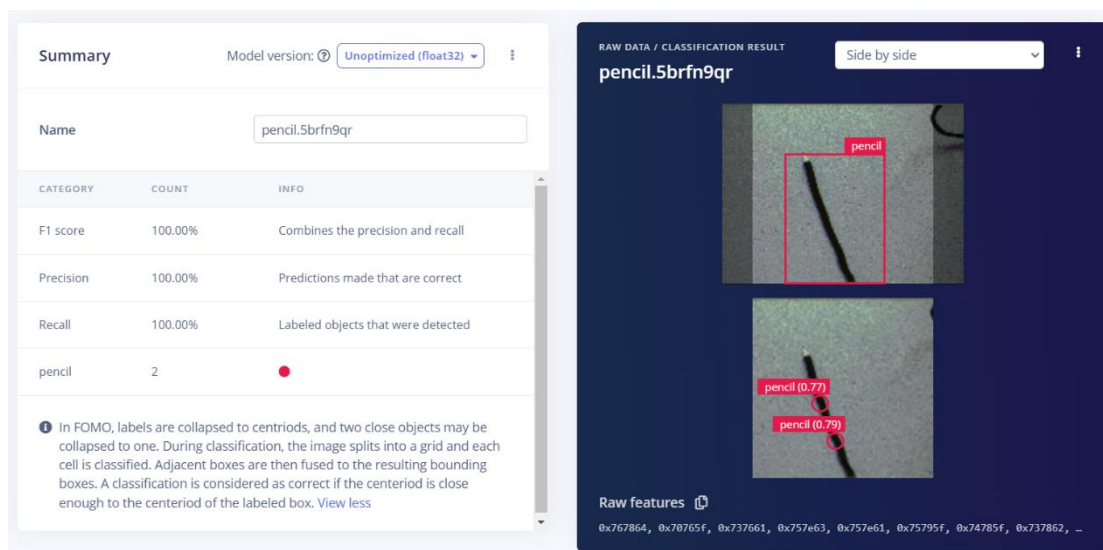 Summary
Model version: Unoptimized (float32)
Name
pencil.5brfn9qr
CATEGORY COUNT INFO
F1 score 100.00% Combines the precision and recall
Precision 100.00% Predictions made that are correct
Recall 100.00% Labeled objects that were detected
pencil 2
In FOMO, labels are collapsed to centriods, and two close objects may be
collapsed to one. During classification, the image splits into a grid and each
cell is classified. Adjacent boxes are then fused to the resulting bounding
boxes. A classification is considered as correct if the centeriod is close
enough to the centeriod of the labeled box. View less
RAW DATA / CLASSIFICATION RESULT
pencil.5brfn9qr
Side by side
pencil
pencil (0.77)
pencil (0.79)
Raw features
0x767864, 0x70765f, 0x737661, 0x757e63, 0x757e61, 0x75795f, 0x74785f, 0x737862, …